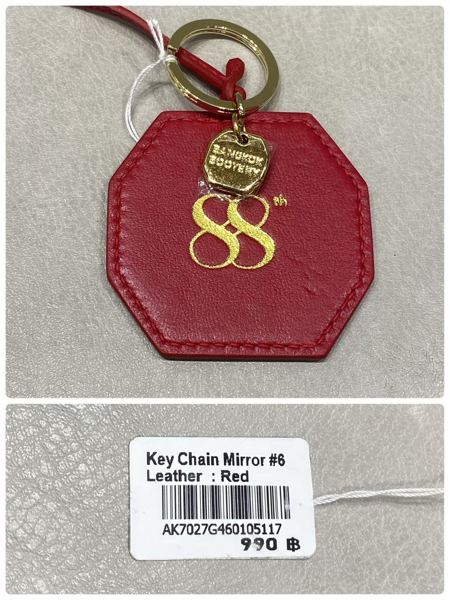 BANGKOK
BOOTERY
88th
Key Chain Mirror #6
Leather : Red
AK7027G460105117
990 ฿